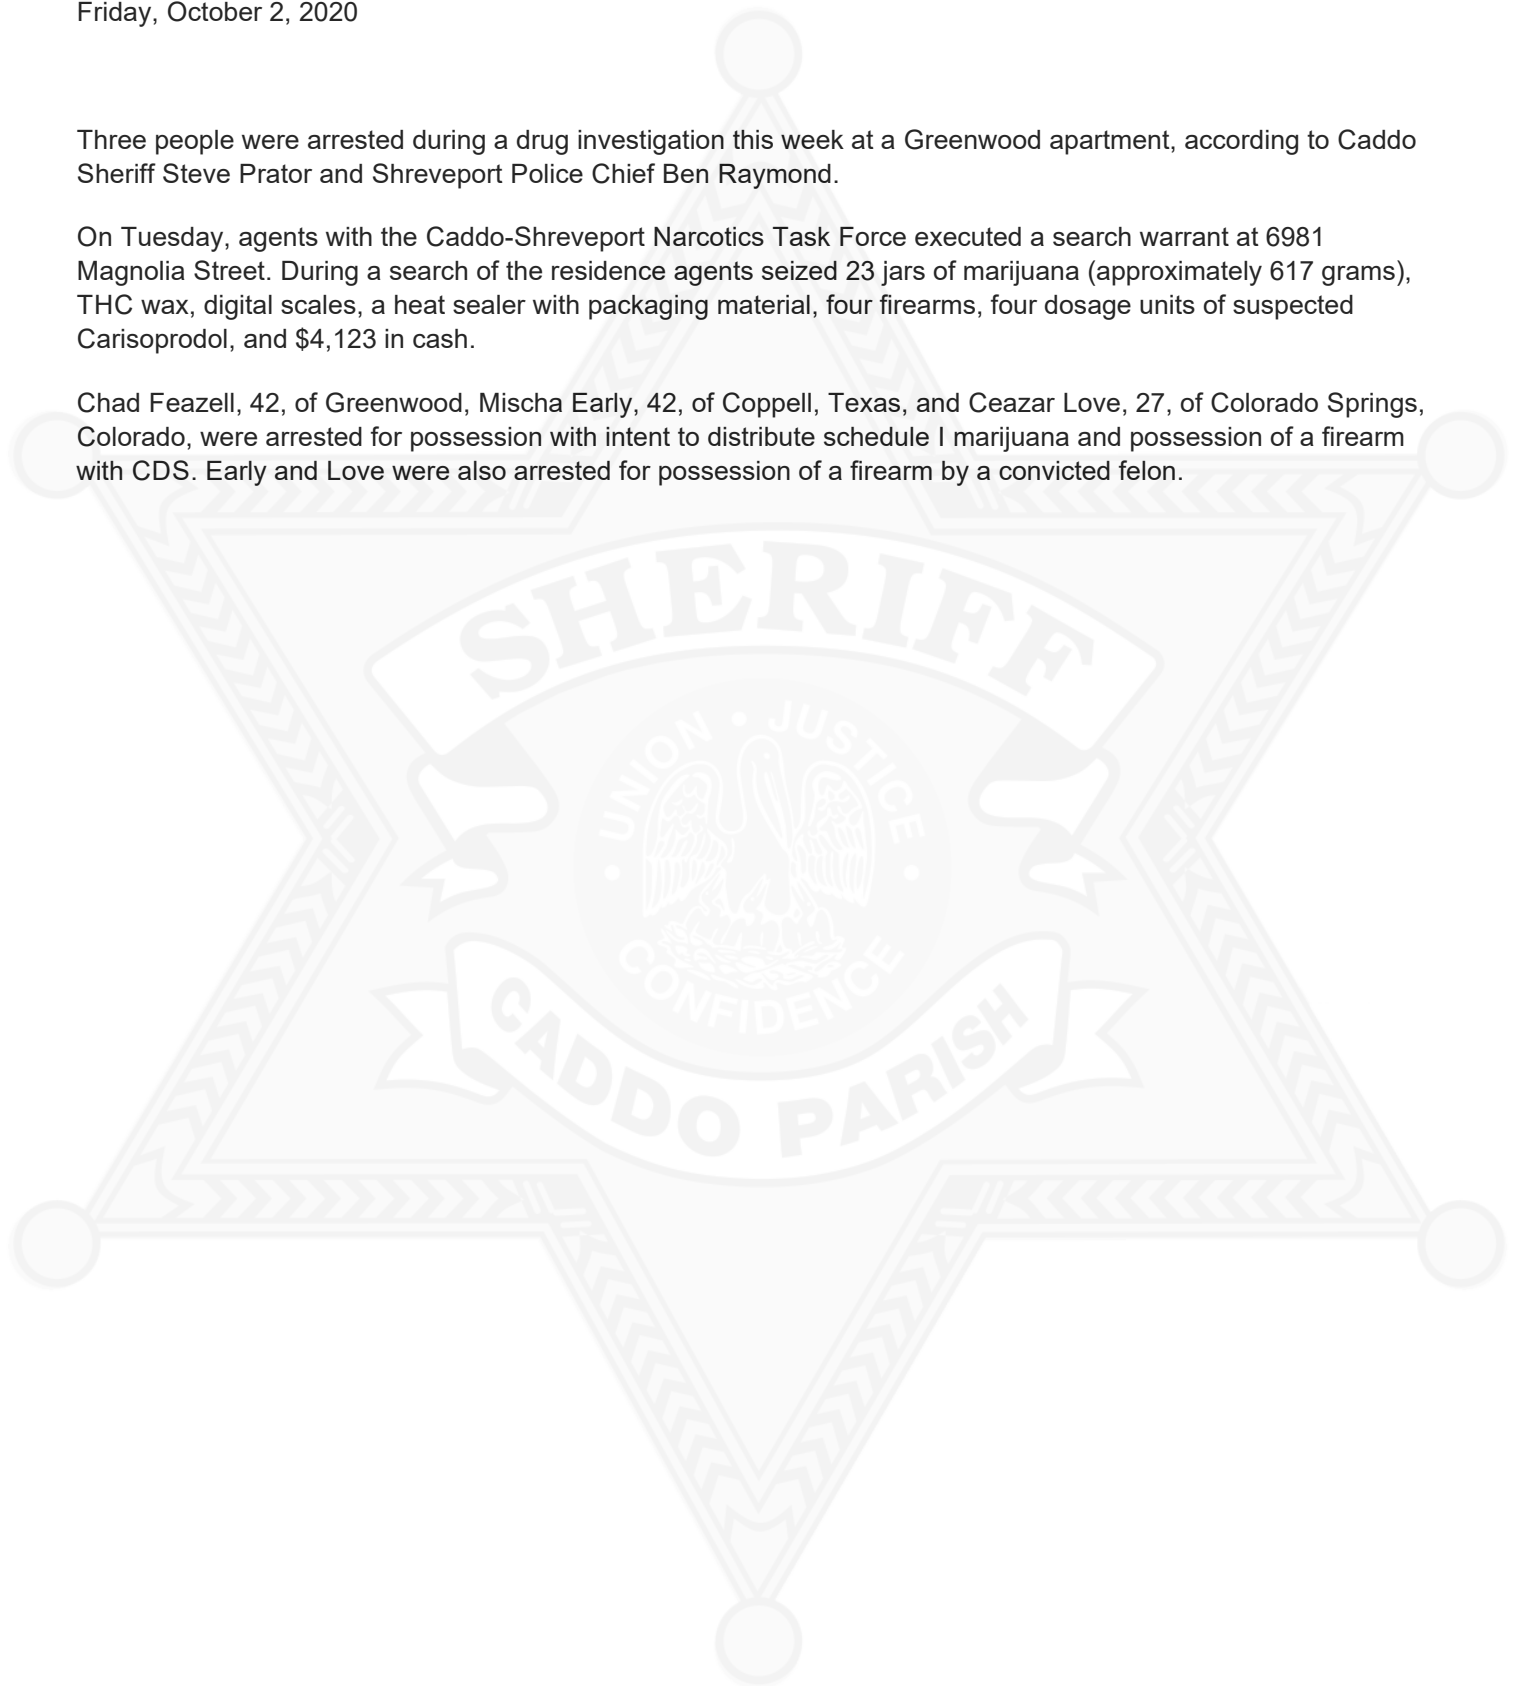 Friday, October 2, 2020
Three people were arrested during a drug investigation this week at a Greenwood apartment, according to Caddo
Sheriff Steve Prator and Shreveport Police Chief Ben Raymond.
On Tuesday, agents with the Caddo-Shreveport Narcotics Task Force executed a search warrant at 6981
Magnolia Street. During a search of the residence agents seized 23 jars of marijuana (approximately 617 grams),
THC wax, digital scales, a heat sealer with packaging material, four firearms, four dosage units of suspected
Carisoprodol, and $4,123 in cash.
Chad Feazell, 42, of Greenwood, Mischa Early, 42, of Coppell, Texas, and Ceazar Love, 27, of Colorado Springs,
Colorado, were arrested for possession with intent to distribute schedule I marijuana and possession of a firearm
with CDS. Early and Love were also arrested for possession of a firearm by a convicted felon.
SHERIFF
UNION • JUSTICE
• CONFIDENCE •
CADDO PARISH